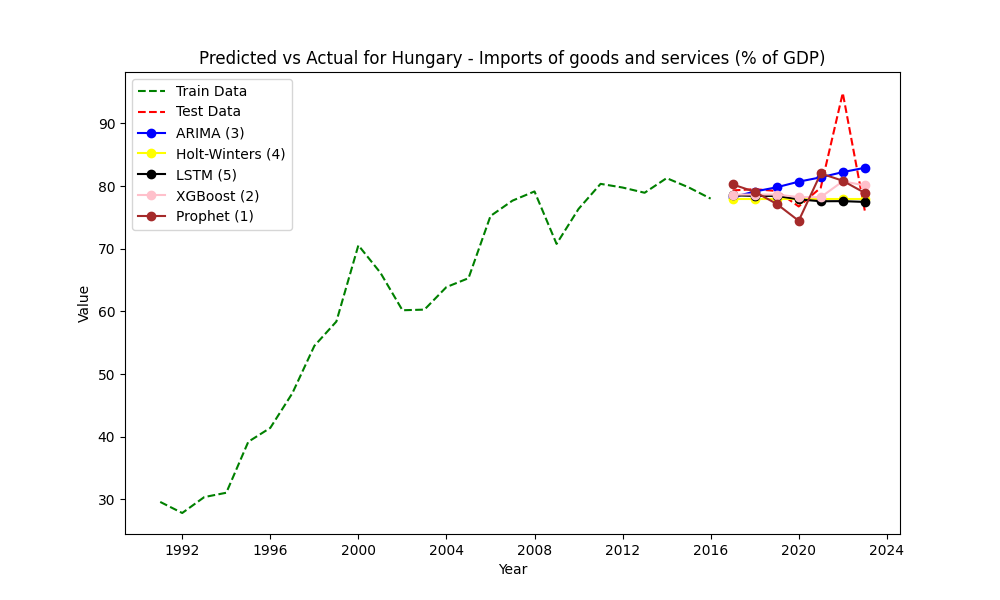 Predicted vs Actual for Hungary - Imports of goods and services (% of GDP)
Train Data
Test Data
ARIMA (3)
Holt-Winters (4)
LSTM (5)
XGBoost (2)
Prophet (1)
Value
90
80
70
60
50
40
30
1992 1996 2000 2004 2008 2012 2016 2020 2024
Year